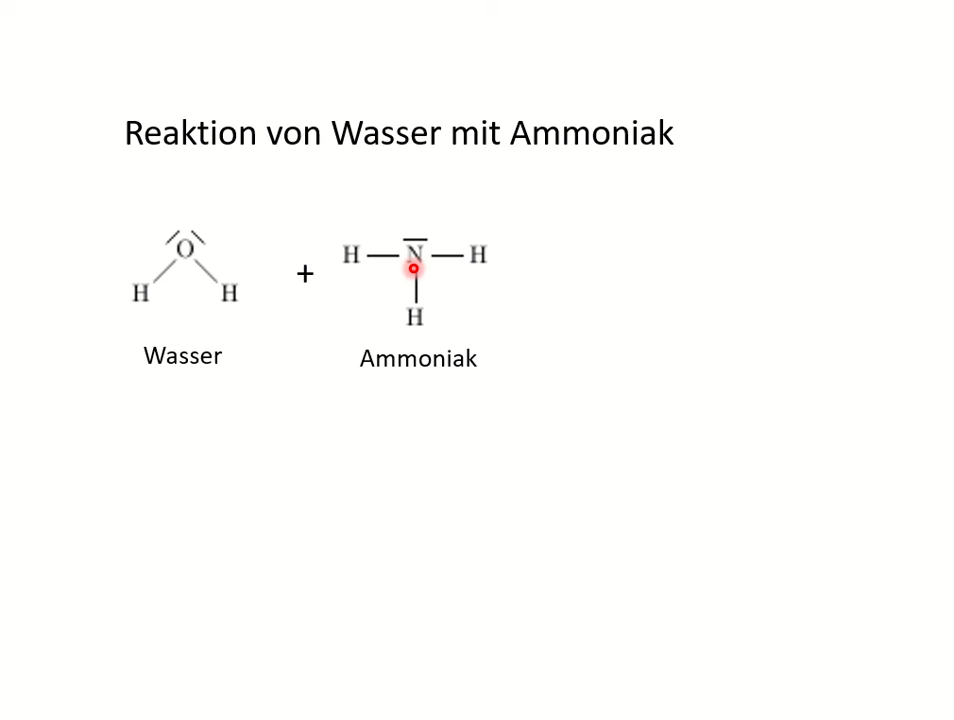 Reaktion von Wasser mit Ammoniak
O
H H
+
H N H
H
Wasser
Ammoniak